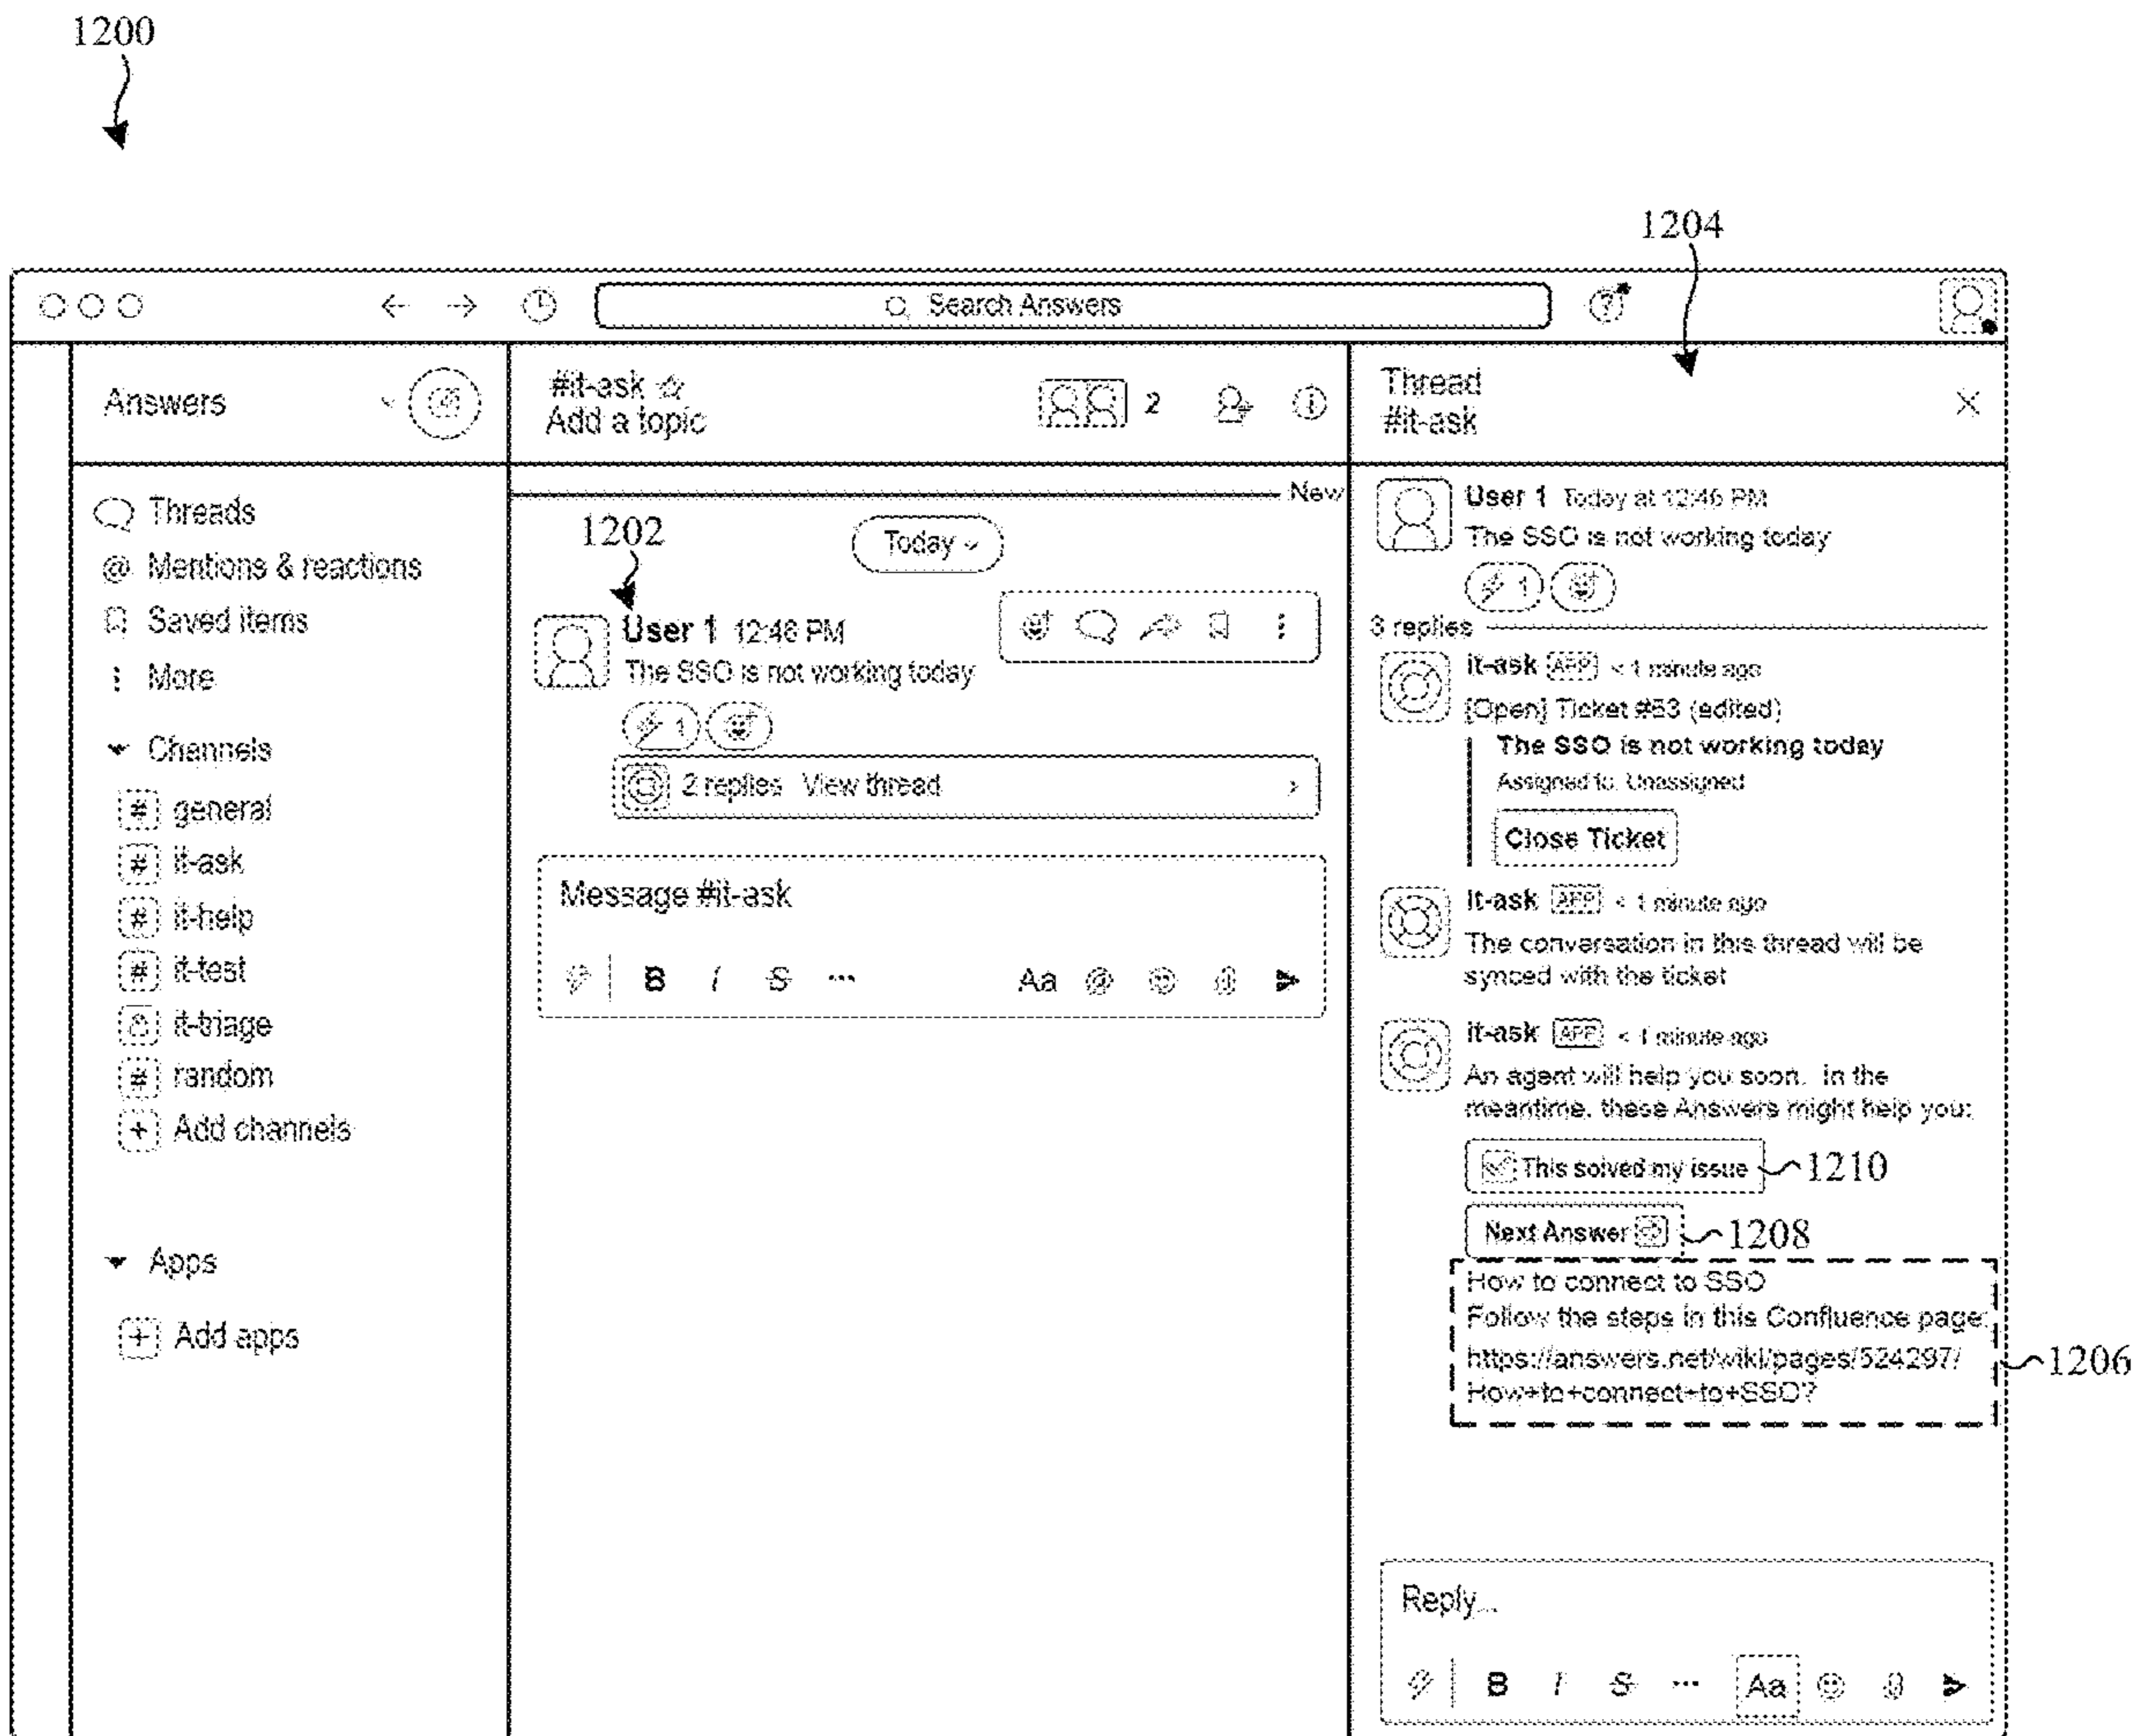 1200
1204
Search Answers
Answers
#it-ask
Add a topic
2
Thread
#it-ask
Threads
@ Mentions & reactions
Saved items
More
Channels
# general
# it-ask
# it-help
# it-test
it-triage
# random
+ Add channels
Apps
+ Add apps
New
1202
Today
User 1 12:46 PM
The SSO is not working today
1
2 replies View thread
Message #it-ask
B I S ... Aa @
User 1 Today at 12:46 PM
The SSO is not working today
1
3 replies
it-ask APP < 1 minute ago
[Open] Ticket #53 (edited)
The SSO is not working today
Assigned to: Unassigned
Close Ticket
it-ask APP < 1 minute ago
The conversation in this thread will be
synced with the ticket
it-ask APP < 1 minute ago
An agent will help you soon. In the
meantime, these Answers might help you:
This solved my issue 1210
Next Answer 1208
How to connect to SSO
Follow the steps in this Confluence page:
https://answers.net/wiki/pages/524297/
How+to+connect+to+SSO?
1206
Reply...
B I S ... Aa